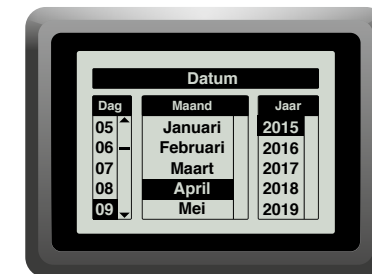 Datum
Dag Maand Jaar
05 Januari 2015
06 Februari 2016
07 Maart 2017
08 April 2018
09 Mei 2019